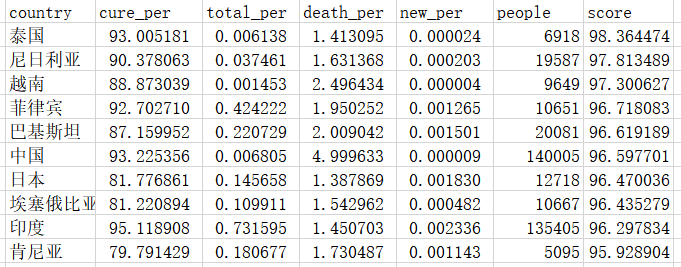 country cure_per total_per death_per new_per people score
泰国 93.005181 0.006138 1.413095 0.000024 6918 98.364474
尼日利亚 90.378063 0.037461 1.631368 0.000203 19587 97.813489
越南 88.873039 0.001453 2.496434 0.000004 9649 97.300627
菲律宾 92.702710 0.424222 1.950252 0.001265 10651 96.718083
巴基斯坦 87.159952 0.220729 2.009042 0.001501 20081 96.619189
中国 93.225356 0.006805 4.999633 0.000009 140005 96.597701
日本 81.776861 0.145658 1.387869 0.001830 12718 96.470036
埃塞俄比亚 81.220894 0.109911 1.542962 0.000482 10667 96.435279
印度 95.118908 0.731595 1.450703 0.002336 135405 96.297834
肯尼亚 79.791429 0.180677 1.730487 0.001143 5095 95.928904